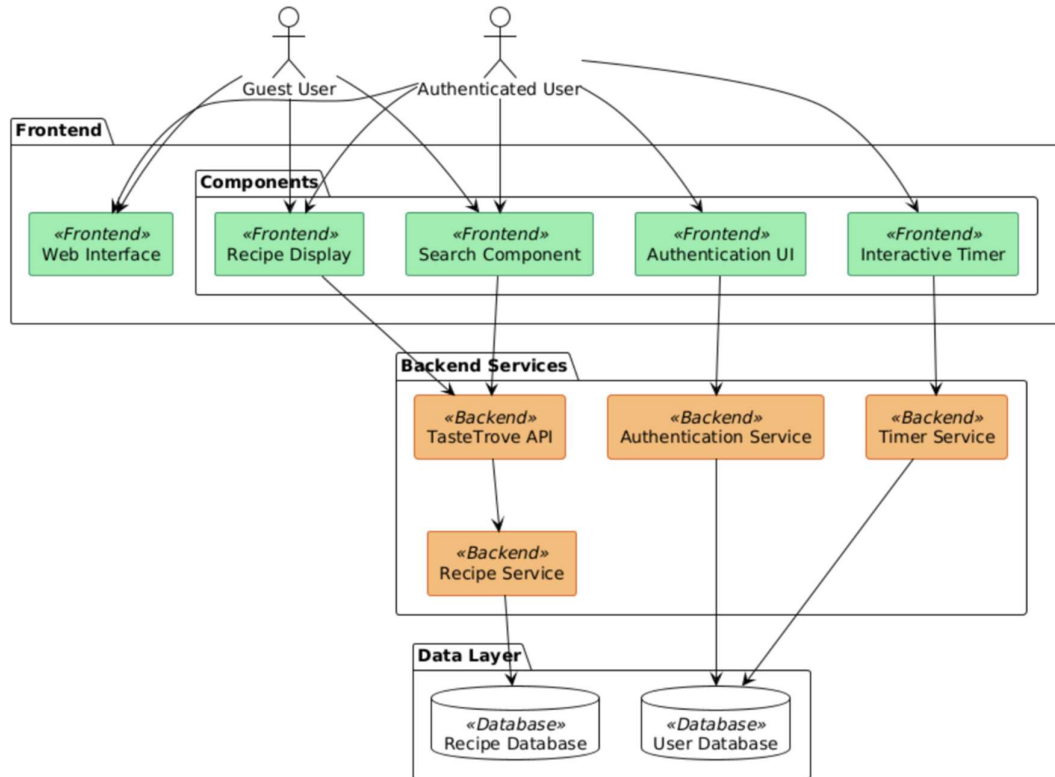 Guest User
Authenticated User
Frontend
Components
«Frontend»
Web Interface
«Frontend»
Recipe Display
«Frontend»
Search Component
«Frontend»
Authentication UI
«Frontend»
Interactive Timer
Backend Services
«Backend»
TasteTrove API
«Backend»
Authentication Service
«Backend»
Timer Service
«Backend»
Recipe Service
Data Layer
«Database»
Recipe Database
«Database»
User Database